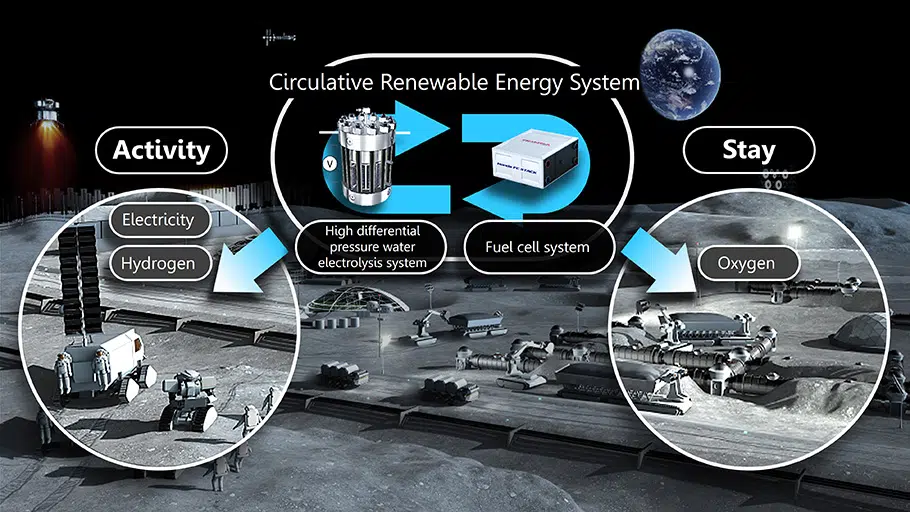 Circulative Renewable Energy System
Activity
Stay
Electricity
Hydrogen
V
High differential
pressure water
electrolysis system
Fuel cell system
Oxygen